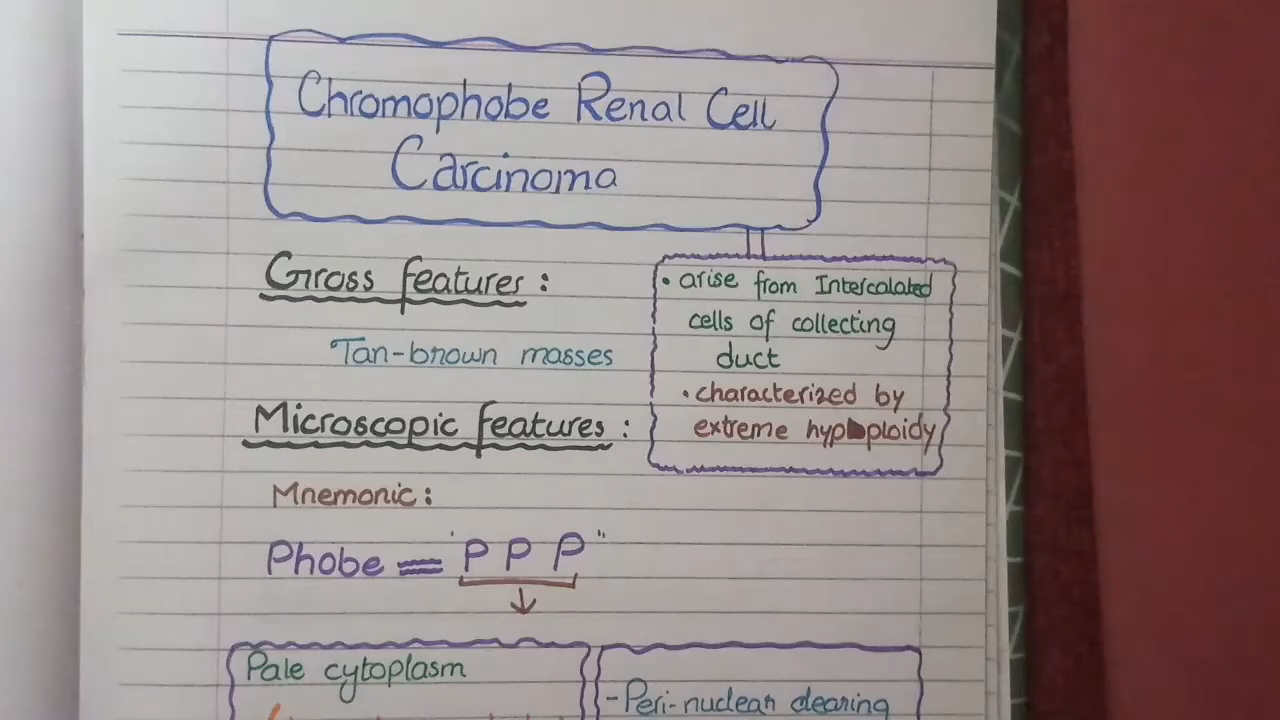 Chromophobe Renal Cell
Carcinoma
Gross features :
Tan-brown masses
• arise from Intercalated
cells of collecting
duct
• characterized by
extreme hypoploidy
Microscopic features :
Mnemonic :
Phobe = "PPP"
Pale cytoplasm
- Peri-nuclear clearing